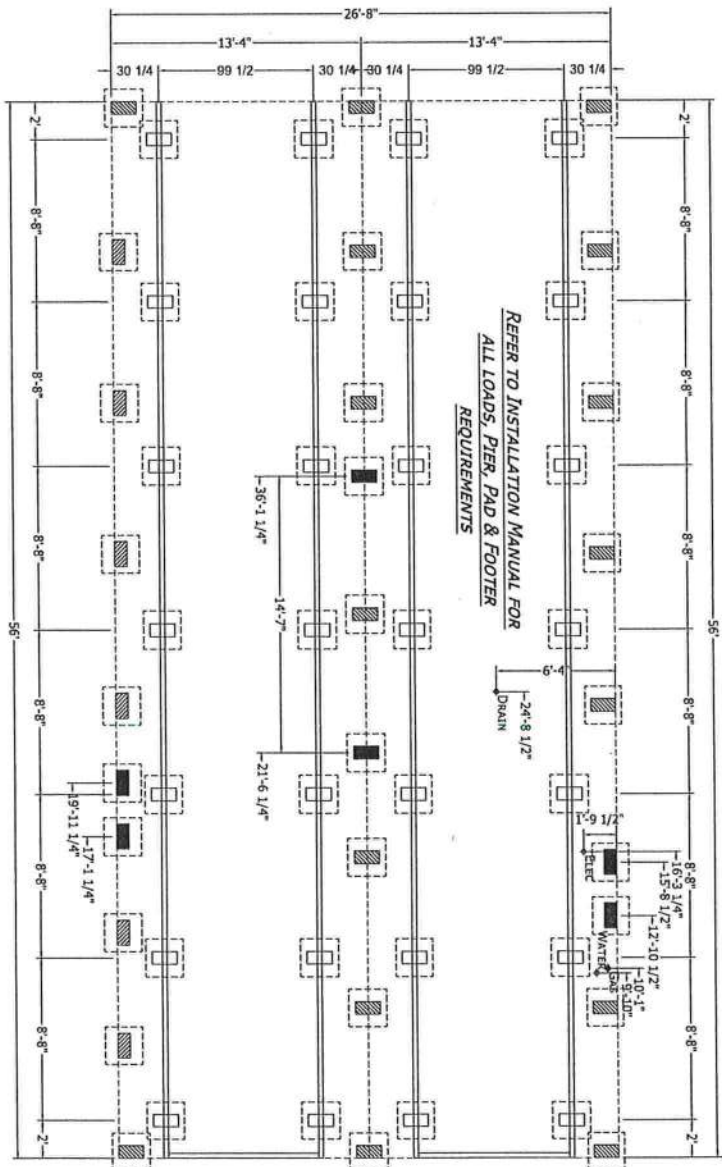 26'-8"
13'-4" 13'-4"
30 1/4 99 1/2 30 1/4 30 1/4 99 1/2 30 1/4
56'
2' 8'-8" 8'-8" 8'-8" 8'-8" 8'-8" 8'-8" 2'
REFER TO INSTALLATION MANUAL FOR
ALL LOADS, PIER, PAD & FOOTER
REQUIREMENTS
6'-4"
24'-8 1/2"
DRAIN
1'-9 1/2"
ELEC
16'-3 1/4"
15'-8 1/2"
12'-10 1/2"
WATER
GAS
10'-1"
9'-10"
36'-1 1/4"
14'-7"
21'-6 1/4"
19'-11 1/4"
17'-1 1/4"
2' 8'-8" 8'-8" 8'-8" 8'-8" 8'-8" 8'-8" 2'
56'